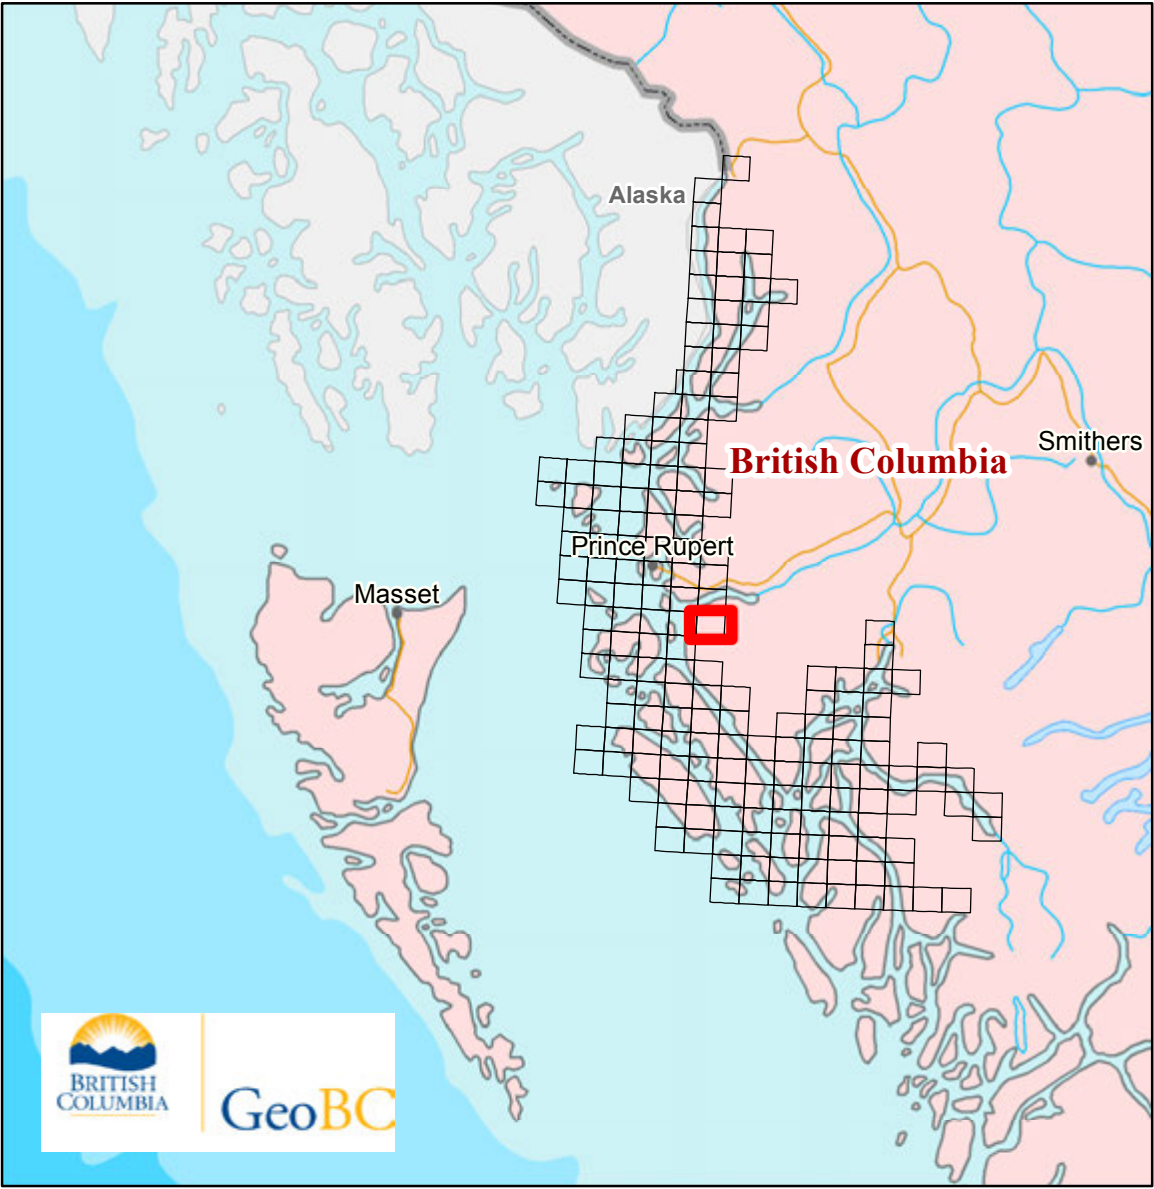 Alaska
Smithers
British Columbia
Prince Rupert
Masset
BRITISH
COLUMBIA
GeoBC